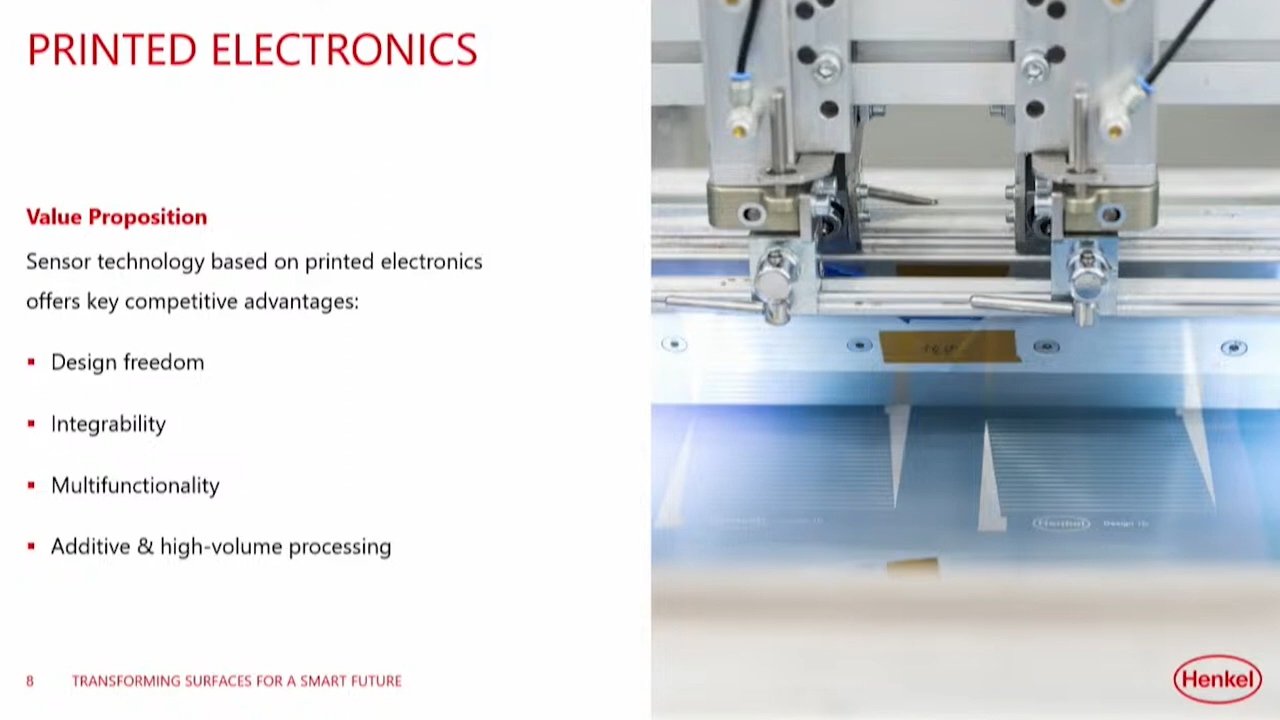 PRINTED ELECTRONICS
Value Proposition
Sensor technology based on printed electronics
offers key competitive advantages:
▪ Design freedom
▪ Integrability
▪ Multifunctionality
▪ Additive & high-volume processing
Henkel
8 TRANSFORMING SURFACES FOR A SMART FUTURE
Henkel